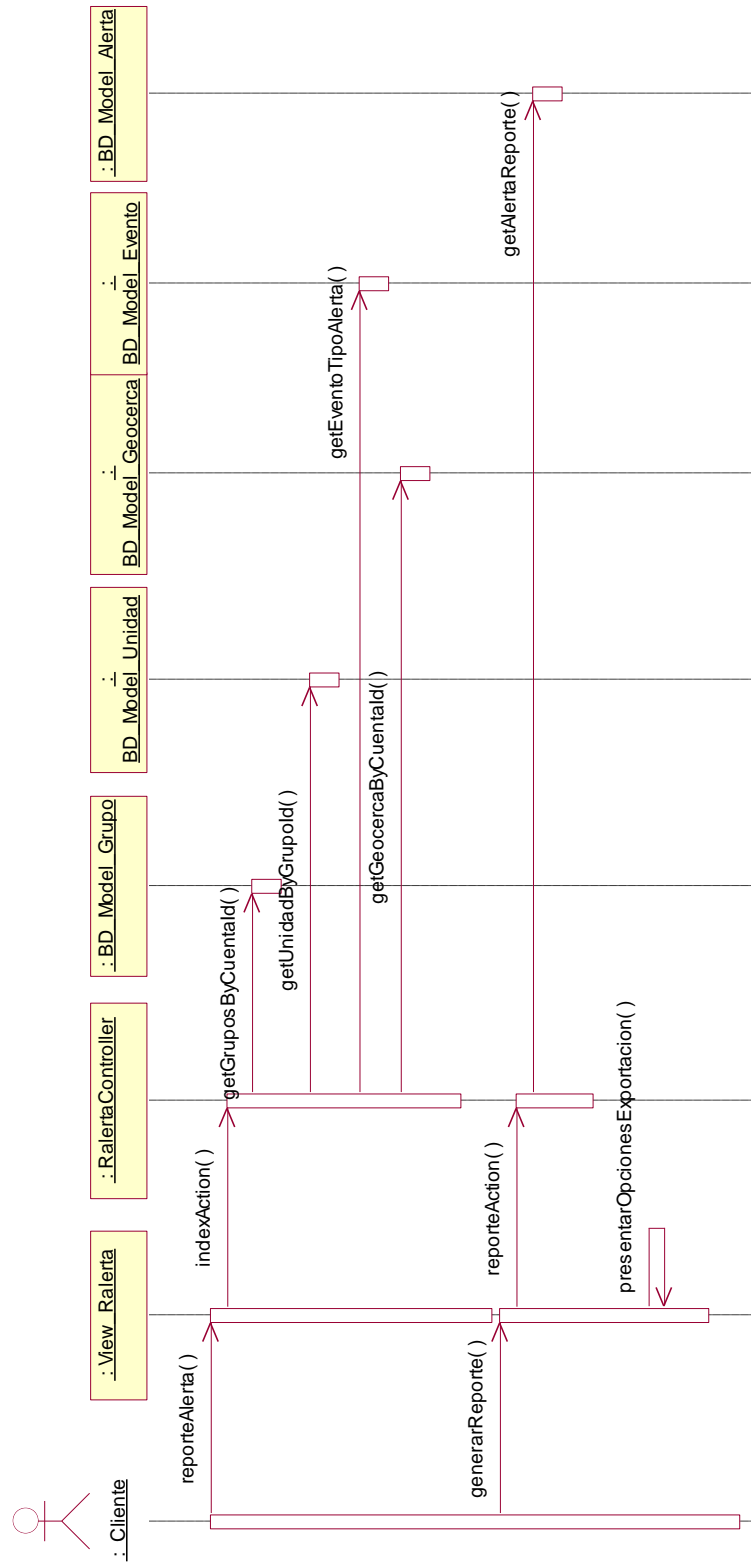 : Cliente
: View_Ralerta
: RalertaController
: BD_Model_Grupo
:
BD_Model_Unidad
:
BD_Model_Geocerca
:
BD_Model_Evento
: BD_Model_Alerta
reporteAlerta( )
indexAction( )
getGruposByCuentaId( )
getUnidadByGrupoId( )
getEventoTipoAlerta( )
getGeocercaByCuentaId( )
generarReporte( )
reporteAction( )
getAlertaReporte( )
presentarOpcionesExportacion( )